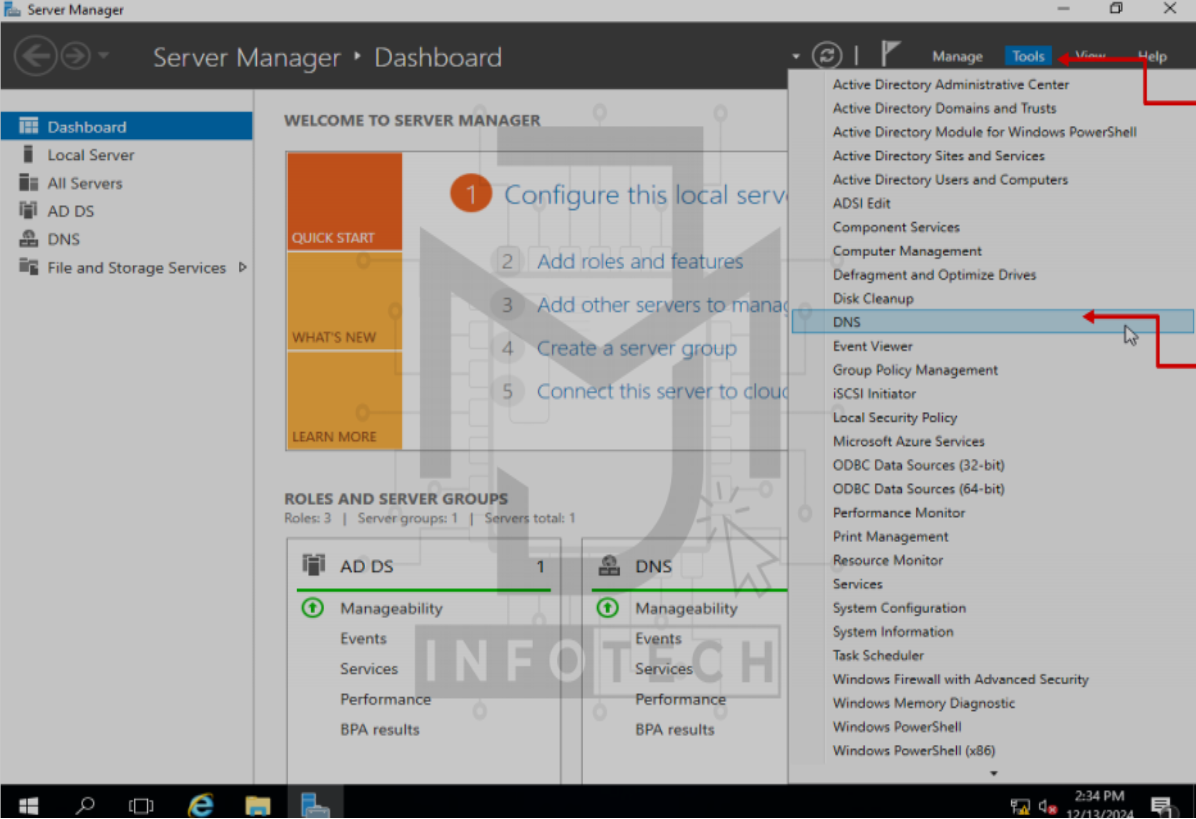 Server Manager
Server Manager ‣ Dashboard
Manage Tools View Help
Dashboard
Local Server
All Servers
AD DS
DNS
File and Storage Services
WELCOME TO SERVER MANAGER
QUICK START
WHAT'S NEW
LEARN MORE
1 Configure this local serv
2 Add roles and features
3 Add other servers to manag
4 Create a server group
5 Connect this server to cloud
ROLES AND SERVER GROUPS
Roles: 3 | Server groups: 1 | Servers total: 1
AD DS 1
Manageability
Events
Services
Performance
BPA results
DNS
Manageability
Events
Services
Performance
BPA results
INFOTECH
Active Directory Administrative Center
Active Directory Domains and Trusts
Active Directory Module for Windows PowerShell
Active Directory Sites and Services
Active Directory Users and Computers
ADSI Edit
Component Services
Computer Management
Defragment and Optimize Drives
Disk Cleanup
DNS
Event Viewer
Group Policy Management
iSCSI Initiator
Local Security Policy
Microsoft Azure Services
ODBC Data Sources (32-bit)
ODBC Data Sources (64-bit)
Performance Monitor
Print Management
Resource Monitor
Services
System Configuration
System Information
Task Scheduler
Windows Firewall with Advanced Security
Windows Memory Diagnostic
Windows PowerShell
Windows PowerShell (x86)
2:34 PM
12/13/2024
1